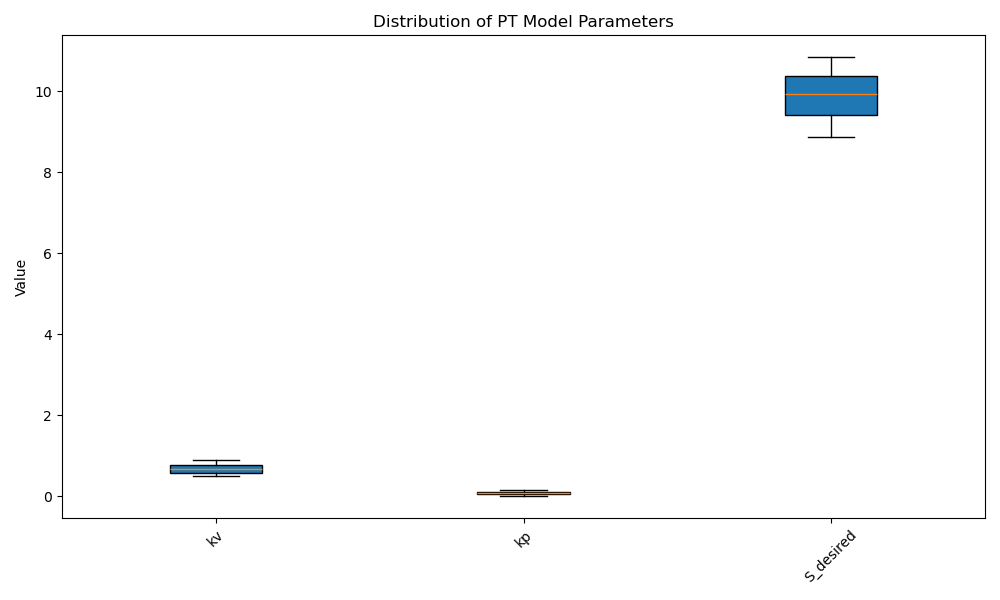 Distribution of PT Model Parameters
Value
10
8
6
4
2
0
kv
kp
S_desired